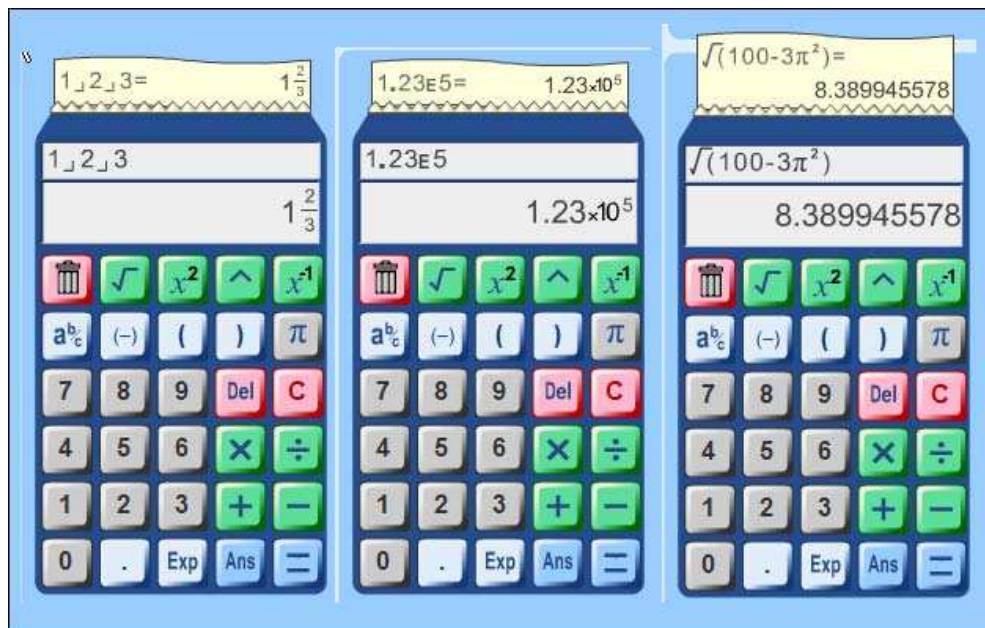 1⌟2⌟3= 1 2/3
1⌟2⌟3
1 2/3
√ x² ^ x⁻¹
ab/c (−) ( ) π
7 8 9 Del C
4 5 6 × ÷
1 2 3 + −
0 . Exp Ans =
1.23E5= 1.23×10⁵
1.23E5
1.23×10⁵
√ x² ^ x⁻¹
ab/c (−) ( ) π
7 8 9 Del C
4 5 6 × ÷
1 2 3 + −
0 . Exp Ans =
√(100-3π²)=
8.389945578
√(100-3π²)
8.389945578
√ x² ^ x⁻¹
ab/c (−) ( ) π
7 8 9 Del C
4 5 6 × ÷
1 2 3 + −
0 . Exp Ans =